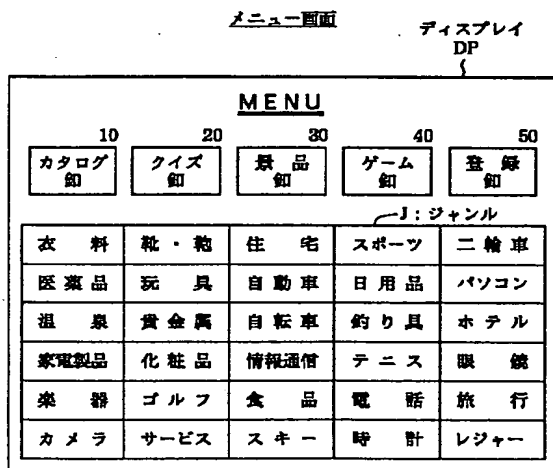 メニュー画面
ディスプレイ
DP
MENU
10 20 30 40 50
カタログ クイズ 景品 ゲーム 登録
釦 釦 釦 釦 釦
J:ジャンル
衣料 靴・鞄 住宅 スポーツ 二輪車
医薬品 玩具 自動車 日用品 パソコン
温泉 貴金属 自転車 釣り具 ホテル
家電製品 化粧品 情報通信 テニス 眼鏡
楽器 ゴルフ 食品 電話 旅行
カメラ サービス スキー 時計 レジャー